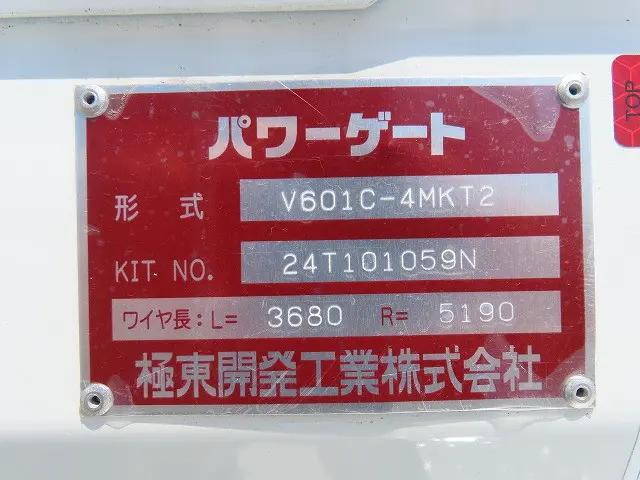 パワーゲート
形 式 V601C-4MKT2
KIT NO. 24T101059N
ワイヤ長:L= 3680 R= 5190
極東開発工業株式会社
TOP